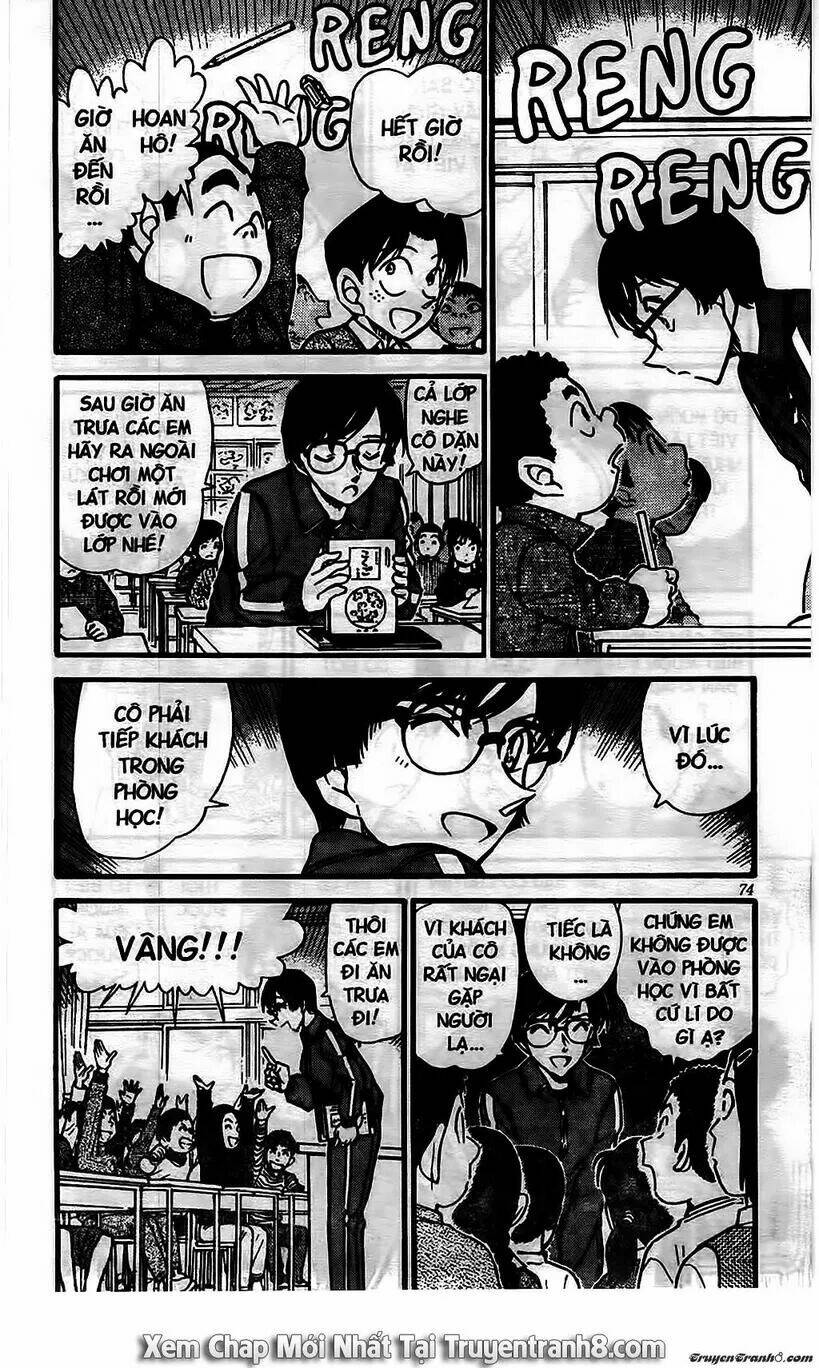 RENG
RENG
RENG
RENG
HẾT GIỜ
RỒI!
HOAN
HÔ!
GIỜ
ĂN
ĐẾN
RỒI
...
CẢ LỚP
NGHE
CÔ DẶN
NÀY!
SAU GIỜ ĂN
TRƯA CÁC EM
HÃY RA NGOÀI
CHƠI MỘT
LÁT RỒI MỚI
ĐƯỢC VÀO
LỚP NHÉ!
VÌ LÚC
ĐÓ...
CÔ PHẢI
TIẾP KHÁCH
TRONG
PHÒNG
HỌC!
74
CHÚNG EM
KHÔNG ĐƯỢC
VÀO PHÒNG
HỌC VÌ BẤT
CỨ LÍ DO
GÌ Ạ?
TIẾC LÀ
KHÔNG
...
VÌ KHÁCH
CỦA CÔ
RẤT NGẠI
GẶP
NGƯỜI
LẠ...
THÔI
CÁC EM
ĐI ĂN
TRƯA
ĐI!
VÂNG!!!
Xem Chap Mới Nhất Tại Truyentranh8.com
TruyenTranh8.com